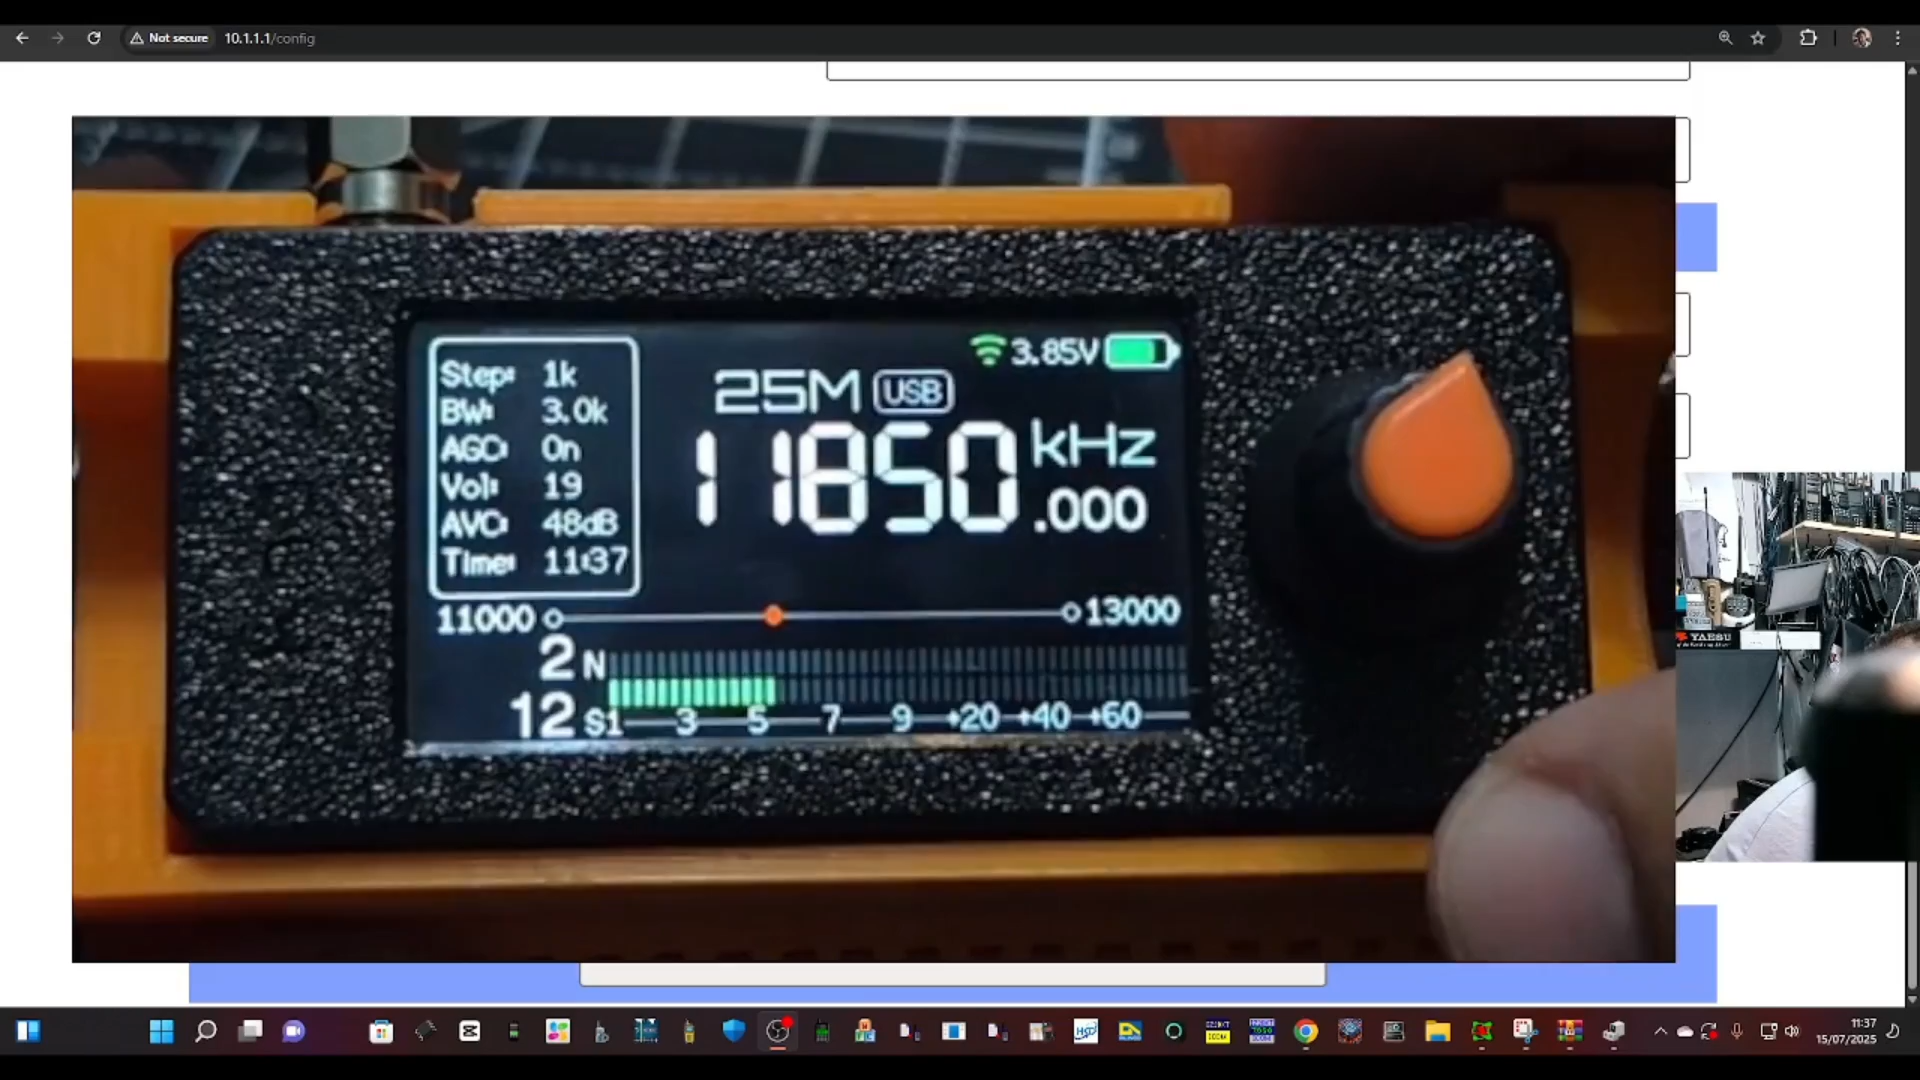 Not secure
10.1.1.1/config
3.85V
Step: 1k
BW: 3.0k
AGC: On
Vol: 19
AVC: 48dB
Time: 11:37
25M USB
11850 kHz
.000
11000 13000
2 N
12 S1 3 5 7 9 +20 +40 +60
YAESU
HSD
11:37
15/07/2025